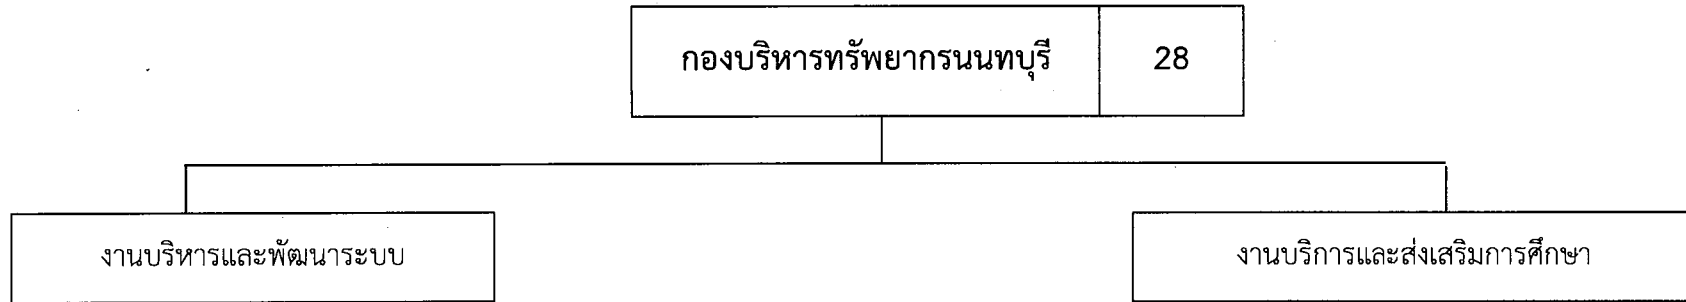 กองบริหารทรัพยากรนนทบุรี 28
งานบริหารและพัฒนาระบบ
งานบริการและส่งเสริมการศึกษา